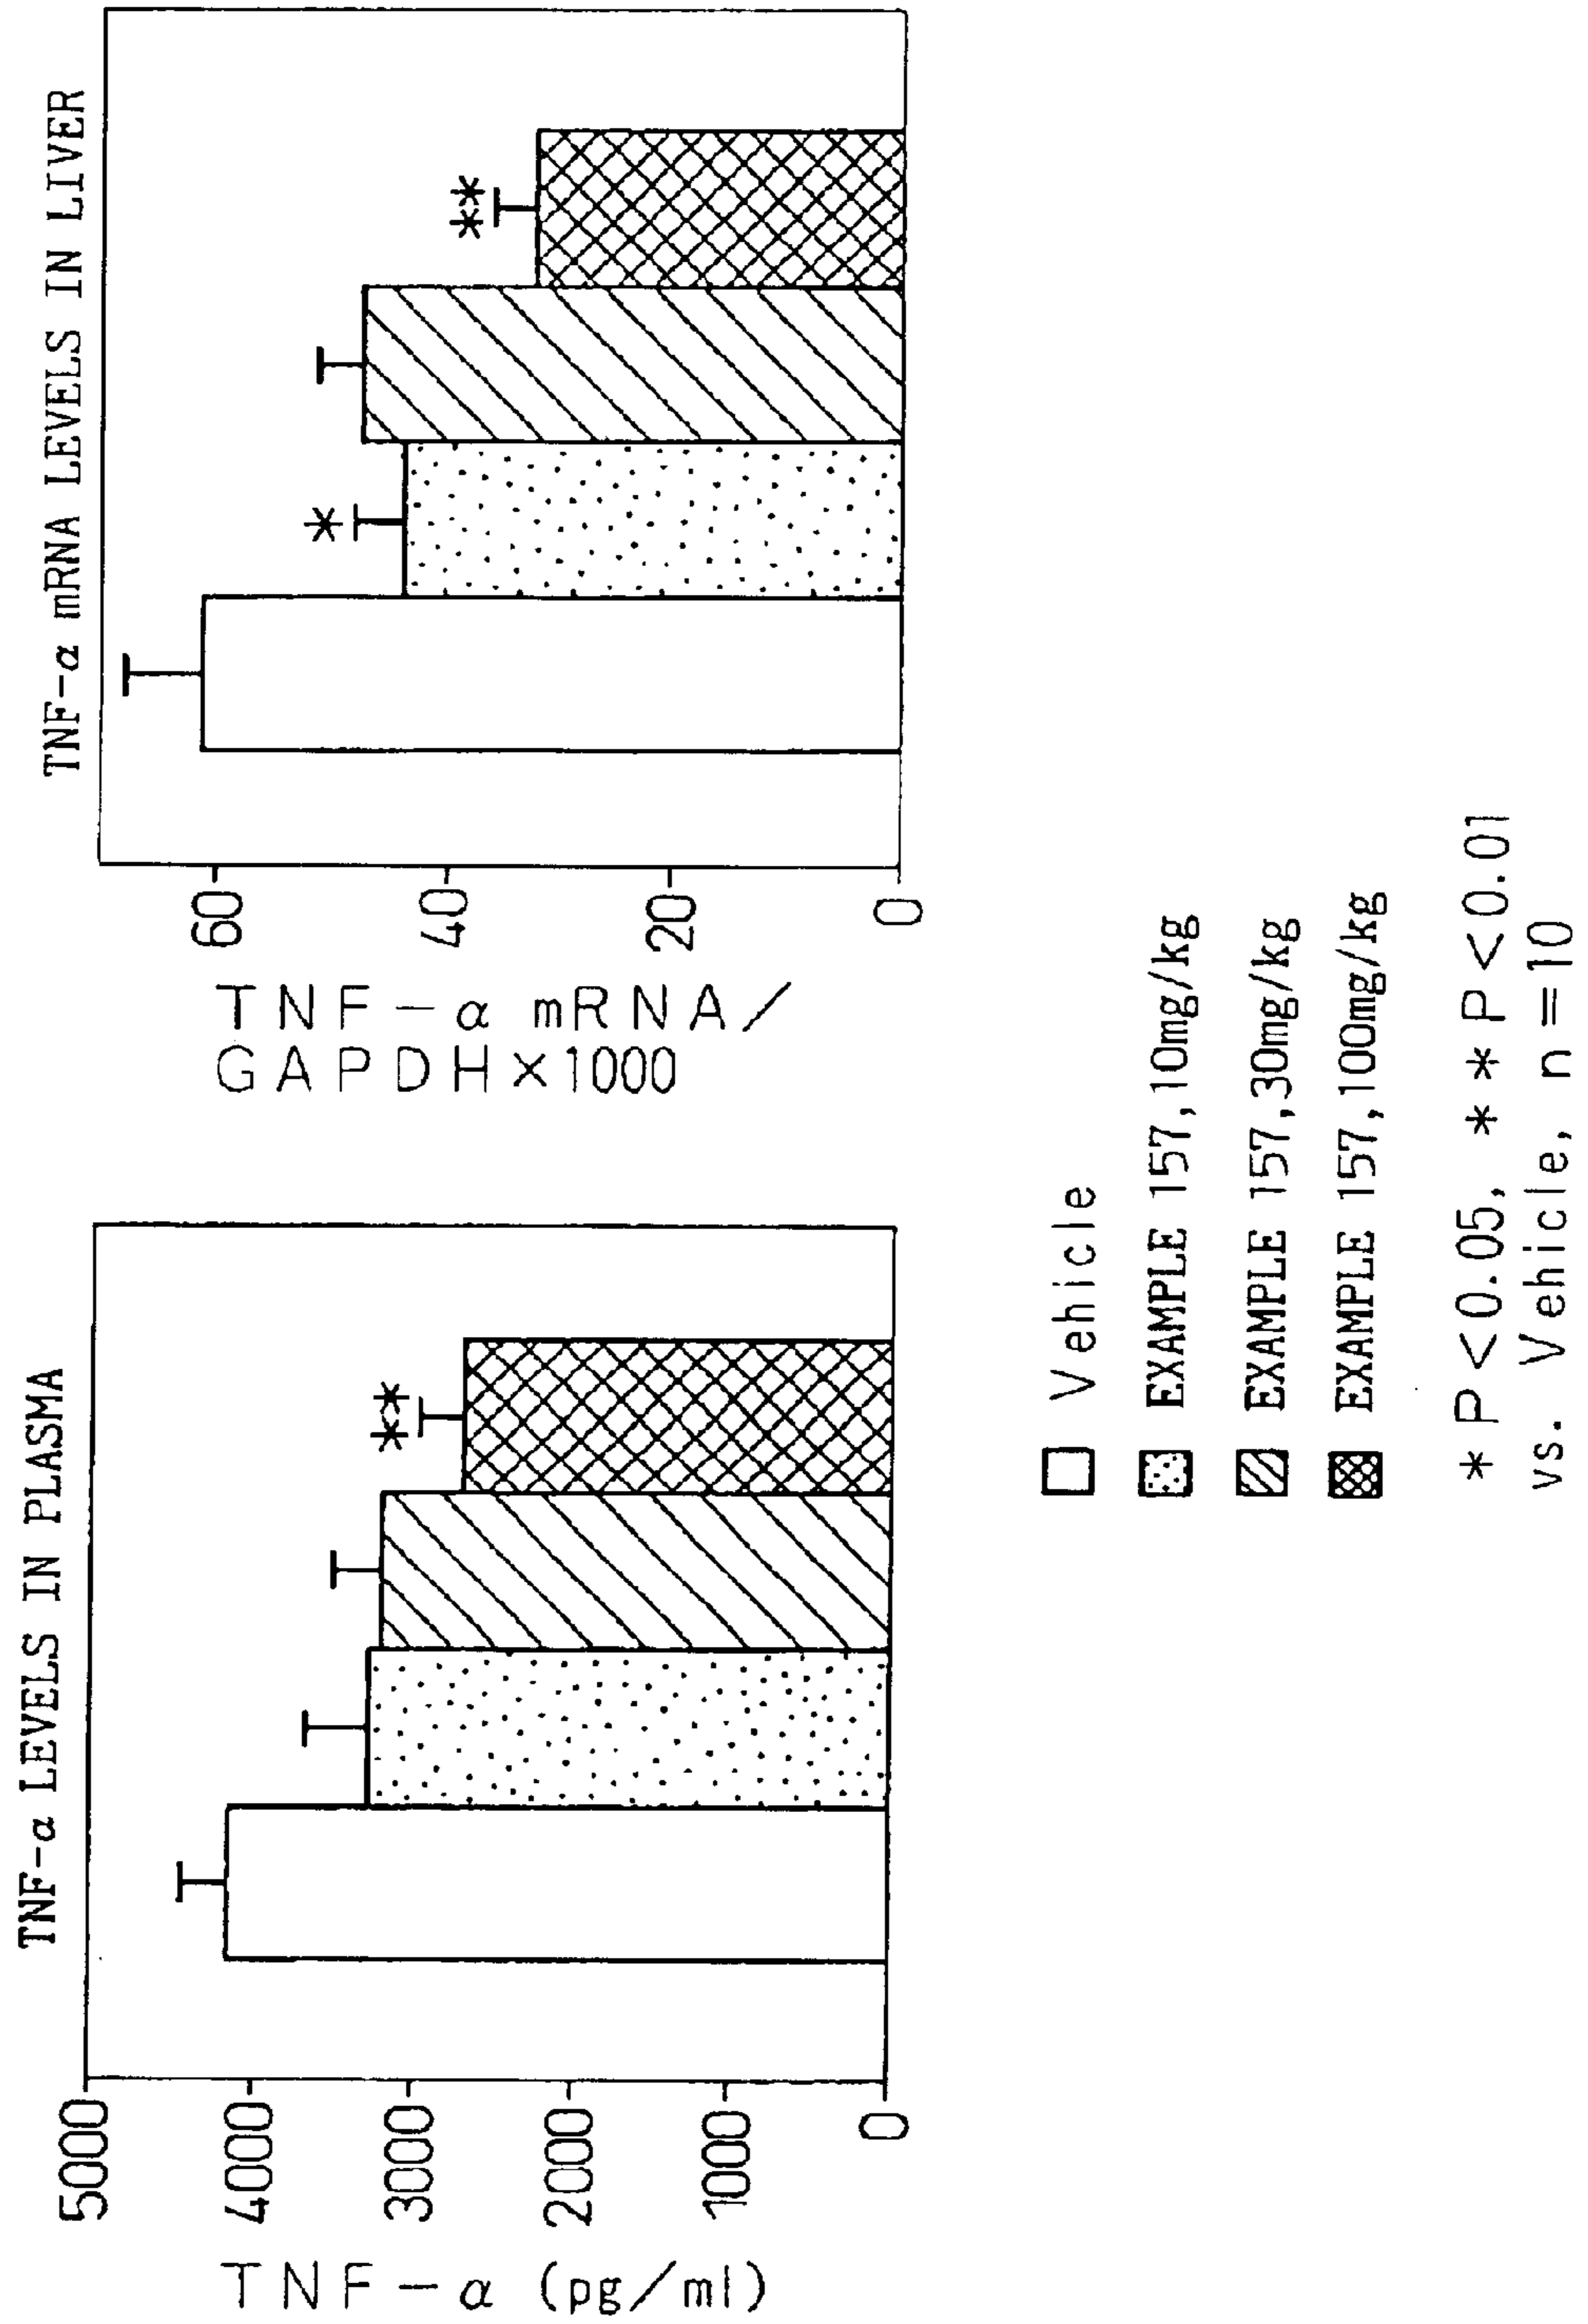 TNF-α LEVELS IN PLASMA
TNF-α (pg/ml)
5000
4000
3000
2000
1000
0
**
TNF-α mRNA LEVELS IN LIVER
TNF-α mRNA/
GAPDH×1000
60
40
20
0
*
**
Vehicle
EXAMPLE 157,10mg/kg
EXAMPLE 157,30mg/kg
EXAMPLE 157,100mg/kg
*P<0.05, **P<0.01
vs. Vehicle, n=10